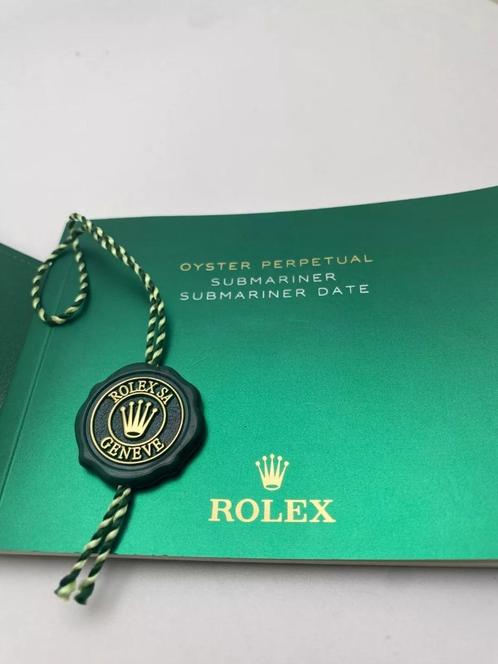 OYSTER PERPETUAL
SUBMARINER
SUBMARINER DATE
ROLEX SA
GENEVE
ROLEX